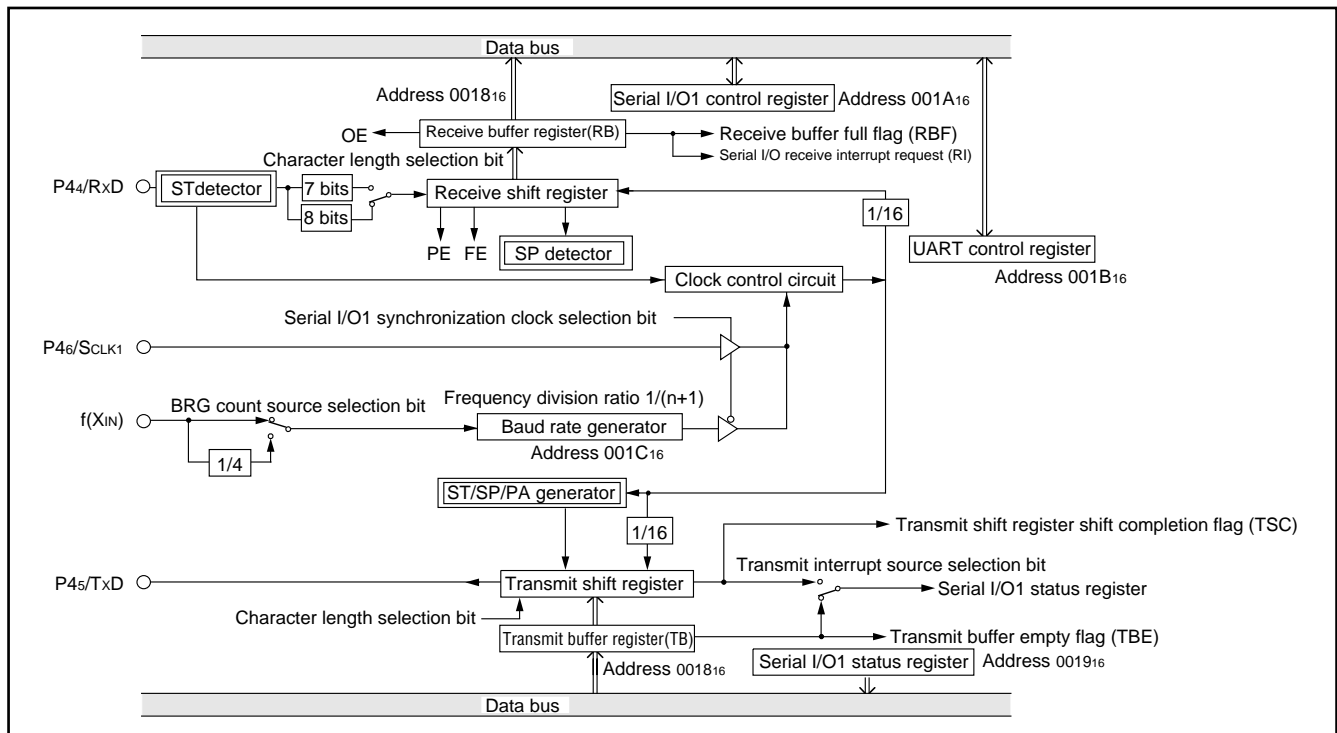 Data bus
Address 001816
Serial I/O1 control register
Address 001A16
OE
Receive buffer register(RB)
Receive buffer full flag (RBF)
Serial I/O receive interrupt request (RI)
Character length selection bit
P44/RXD
STdetector
7 bits
8 bits
Receive shift register
1/16
PE
FE
SP detector
UART control register
Address 001B16
Clock control circuit
Serial I/O1 synchronization clock selection bit
P46/SCLK1
f(XIN)
BRG count source selection bit
Frequency division ratio 1/(n+1)
Baud rate generator
Address 001C16
1/4
ST/SP/PA generator
1/16
Transmit shift register shift completion flag (TSC)
Transmit interrupt source selection bit
P45/TXD
Transmit shift register
Serial I/O1 status register
Character length selection bit
Transmit buffer register(TB)
Transmit buffer empty flag (TBE)
Address 001816
Serial I/O1 status register
Address 001916
Data bus